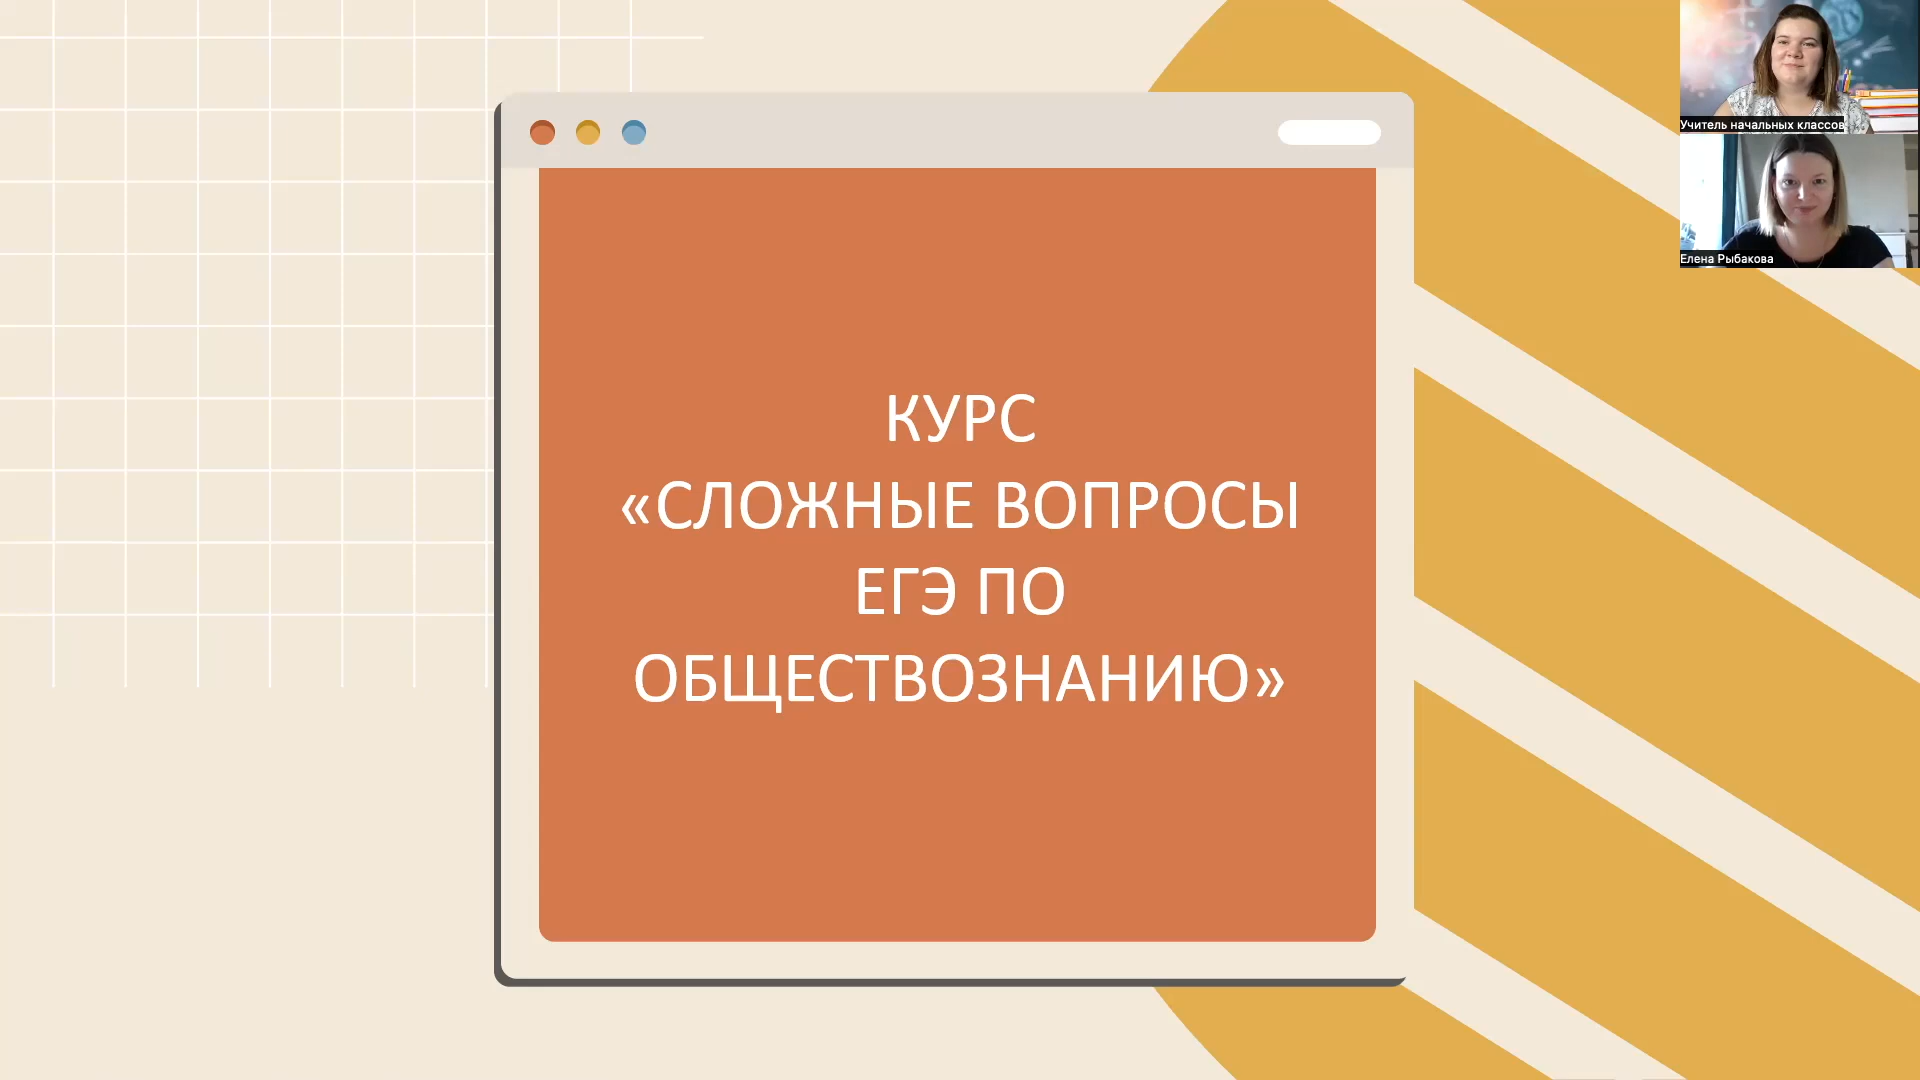 Учитель начальных классов
Елена Рыбакова
КУРС
«СЛОЖНЫЕ ВОПРОСЫ
ЕГЭ ПО
ОБЩЕСТВОЗНАНИЮ»